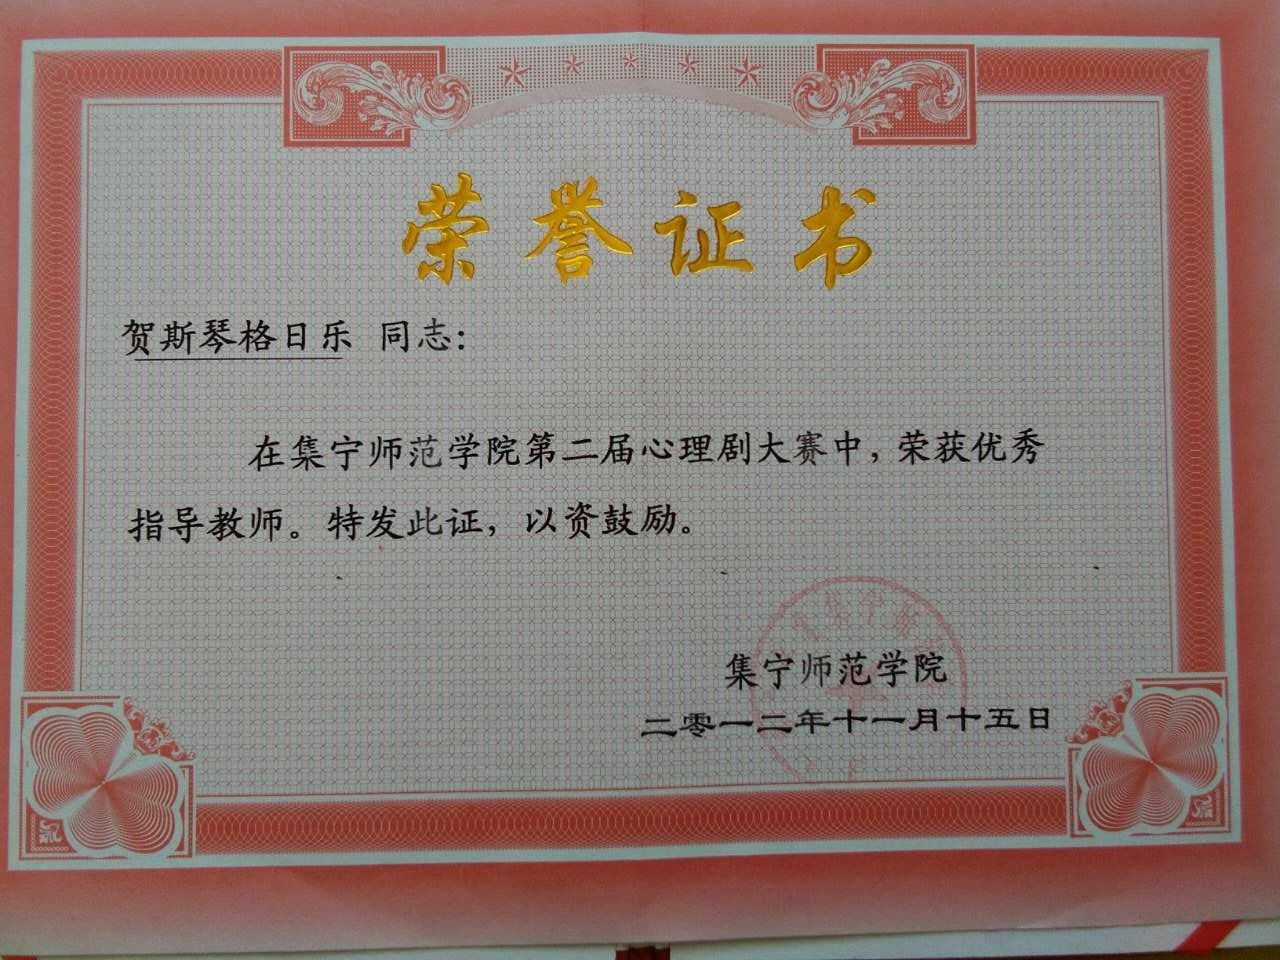 荣誉证书
贺斯琴格日乐 同志：
在集宁师范学院第二届心理剧大赛中，荣获优秀
指导教师。特发此证，以资鼓励。
集宁师范学院
二零一二年十一月十五日